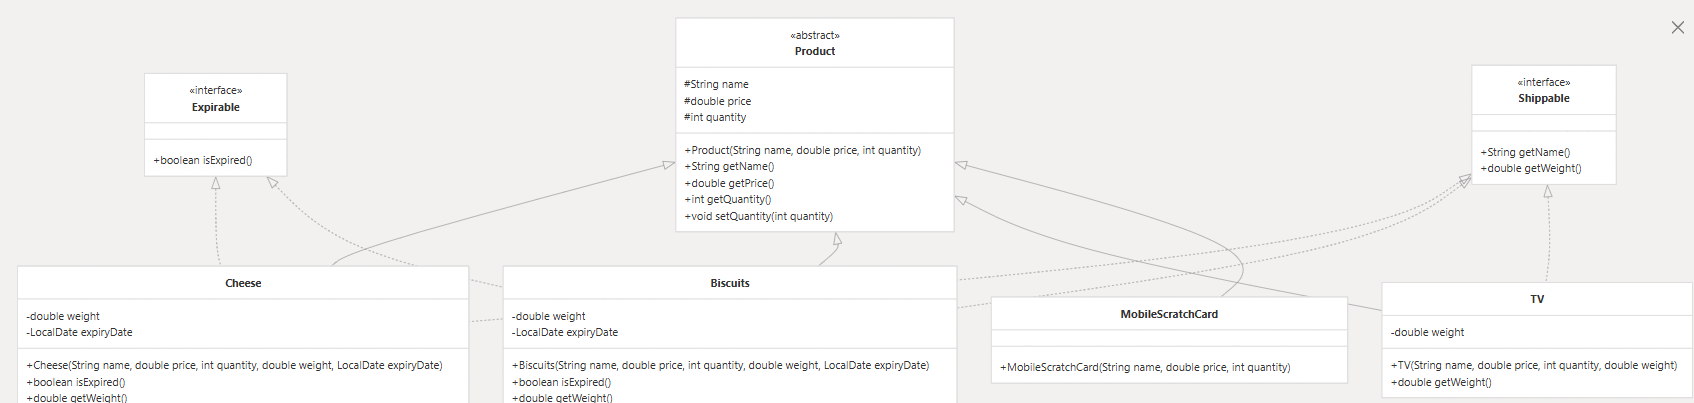 «abstract»
Product
#String name
#double price
#int quantity
+Product(String name, double price, int quantity)
+String getName()
+double getPrice()
+int getQuantity()
+void setQuantity(int quantity)
«interface»
Expirable
+boolean isExpired()
«interface»
Shippable
+String getName()
+double getWeight()
Cheese
-double weight
-LocalDate expiryDate
+Cheese(String name, double price, int quantity, double weight, LocalDate expiryDate)
+boolean isExpired()
+double getWeight()
Biscuits
-double weight
-LocalDate expiryDate
+Biscuits(String name, double price, int quantity, double weight, LocalDate expiryDate)
+boolean isExpired()
+double getWeight()
MobileScratchCard
+MobileScratchCard(String name, double price, int quantity)
TV
-double weight
+TV(String name, double price, int quantity, double weight)
+double getWeight()